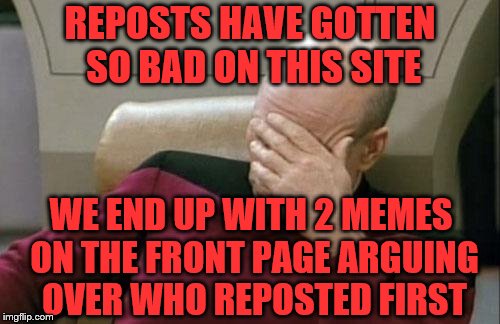 REPOSTS HAVE GOTTEN
SO BAD ON THIS SITE
WE END UP WITH 2 MEMES
ON THE FRONT PAGE ARGUING
OVER WHO REPOSTED FIRST
imgflip.com